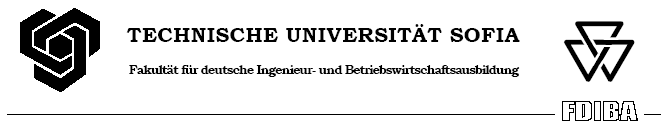 TECHNISCHE UNIVERSITÄT SOFIA
Fakultät für deutsche Ingenieur- und Betriebswirtschaftsausbildung
FDIBA